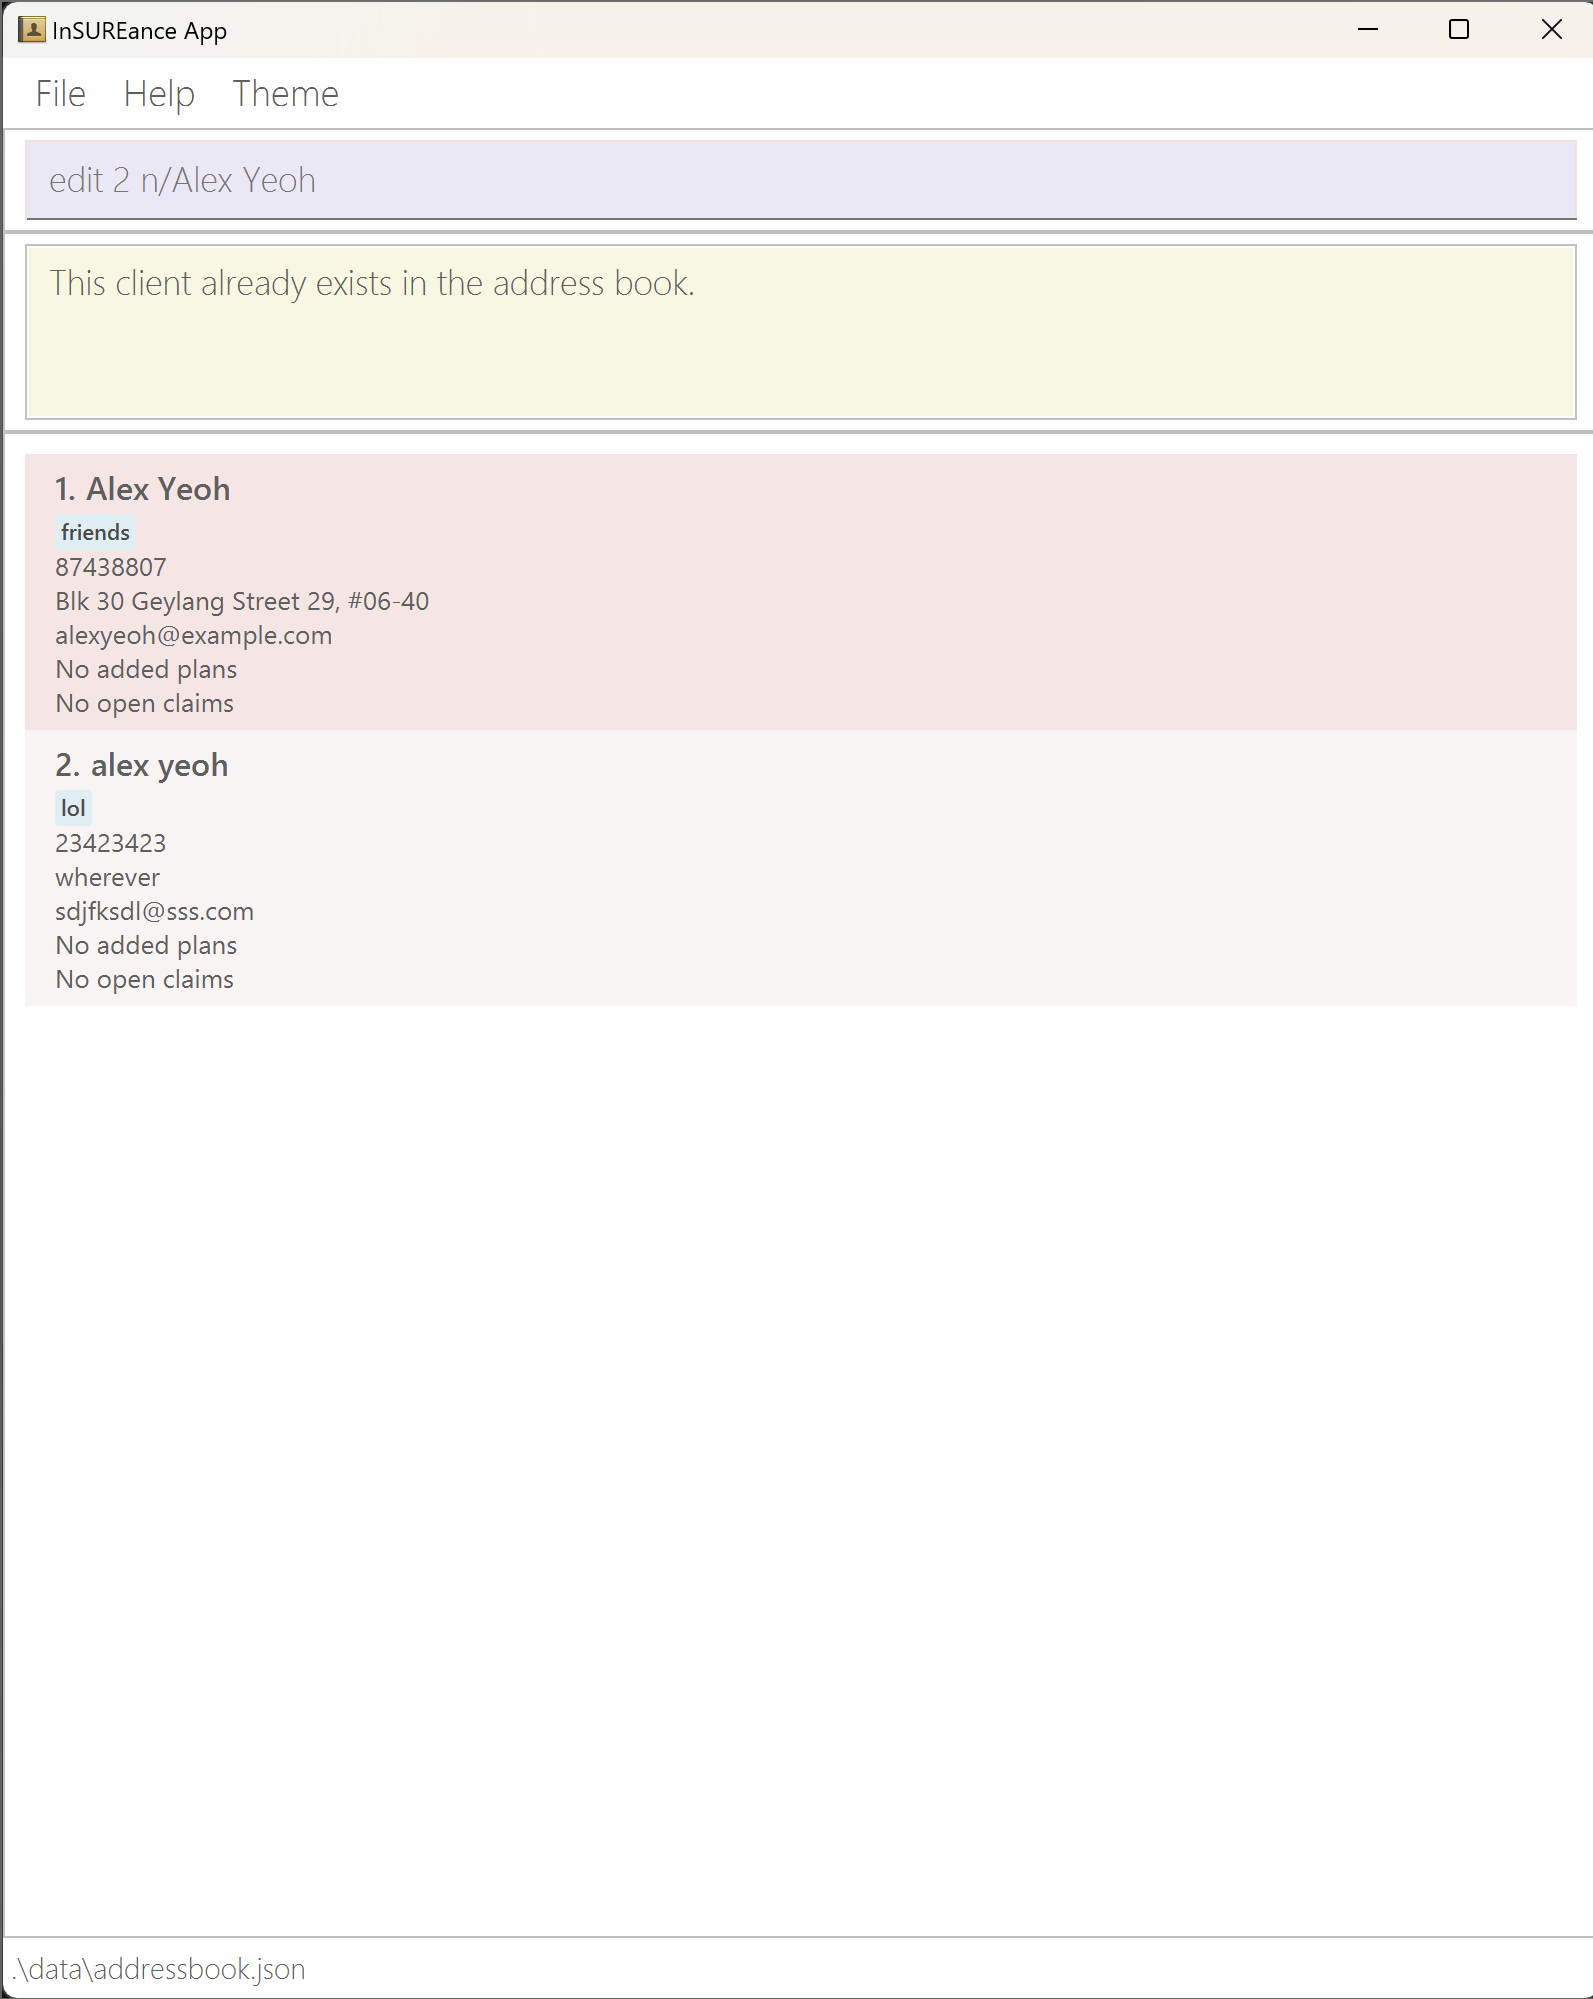 InSUREance App
File Help Theme
edit 2 n/Alex Yeoh
This client already exists in the address book.
1. Alex Yeoh
friends
87438807
Blk 30 Geylang Street 29, #06-40
alexyeoh@example.com
No added plans
No open claims
2. alex yeoh
lol
23423423
wherever
sdjfksdl@sss.com
No added plans
No open claims
.\data\addressbook.json